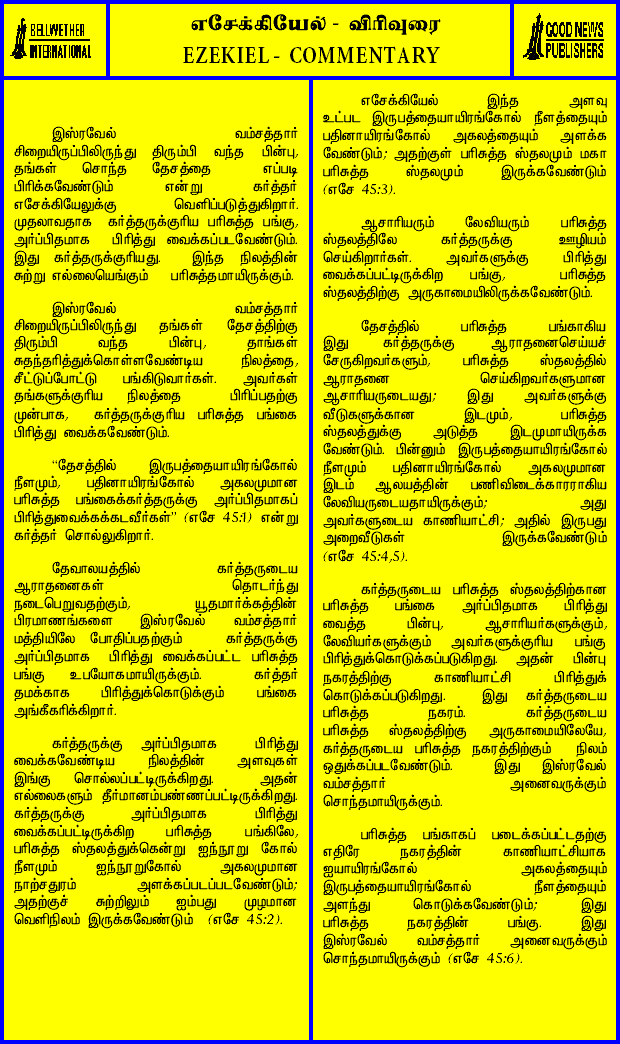 BELLWETHER
INTERNATIONAL
எசேக்கியேல் - விரிவுரை
EZEKIEL - COMMENTARY
GOOD NEWS
PUBLISHERS
இஸ்ரவேல் வம்சத்தார்
சிறையிருப்பிலிருந்து திரும்பி வந்த பின்பு,
தங்கள் சொந்த தேசத்தை எப்படி
பிரிக்கவேண்டும் என்று கர்த்தர்
எசேக்கியேலுக்கு வெளிப்படுத்துகிறார்.
முதலாவதாக கர்த்தருக்குரிய பரிசுத்த பங்கு,
அர்ப்பிதமாக பிரித்து வைக்கப்படவேண்டும்.
இது கர்த்தருக்குரியது. இந்த நிலத்தின்
சுற்று எல்லையெங்கும் பரிசுத்தமாயிருக்கும்.
இஸ்ரவேல் வம்சத்தார்
சிறையிருப்பிலிருந்து தங்கள் தேசத்திற்கு
திரும்பி வந்த பின்பு, தாங்கள்
சுதந்தரித்துக்கொள்ளவேண்டிய நிலத்தை,
சீட்டுப்போட்டு பங்கிடுவார்கள். அவர்கள்
தங்களுக்குரிய நிலத்தை பிரிப்பதற்கு
முன்பாக, கர்த்தருக்குரிய பரிசுத்த பங்கை
பிரித்து வைக்கவேண்டும்.
"தேசத்தில் இருபத்தையாயிரங்கோல்
நீளமும், பதினாயிரங்கோல் அகலமுமான
பரிசுத்த பங்கைக்கர்த்தருக்கு அர்ப்பிதமாகப்
பிரித்துவைக்கக்கடவீர்கள்" (எசே 45:1) என்று
கர்த்தர் சொல்லுகிறார்.
தேவாலயத்தில் கர்த்தருடைய
ஆராதனைகள் தொடர்ந்து
நடைபெறுவதற்கும், யூதமார்க்கத்தின்
பிரமாணங்களை இஸ்ரவேல் வம்சத்தார்
மத்தியிலே போதிப்பதற்கும் கர்த்தருக்கு
அர்ப்பிதமாக பிரித்து வைக்கப்பட்ட பரிசுத்த
பங்கு உபயோகமாயிருக்கும். கர்த்தர்
தமக்காக பிரித்துக்கொடுக்கும் பங்கை
அங்கீகரிக்கிறார்.
கர்த்தருக்கு அர்ப்பிதமாக பிரித்து
வைக்கவேண்டிய நிலத்தின் அளவுகள்
இங்கு சொல்லப்பட்டிருக்கிறது. அதன்
எல்லைகளும் தீர்மானம்பண்ணப்பட்டிருக்கிறது.
கர்த்தருக்கு அர்ப்பிதமாக பிரித்து
வைக்கப்பட்டிருக்கிற பரிசுத்த பங்கிலே,
பரிசுத்த ஸ்தலத்துக்கென்று ஐந்நூறு கோல்
நீளமும் ஐந்நூறுகோல் அகலமுமான
நாற்சதுரம் அளக்கப்படப்படவேண்டும்;
அதற்குச் சுற்றிலும் ஐம்பது முழமான
வெளிநிலம் இருக்கவேண்டும் (எசே 45:2).
எசேக்கியேல் இந்த அளவு
உட்பட இருபத்தையாயிரங்கோல் நீளத்தையும்
பதினாயிரங்கோல் அகலத்தையும் அளக்க
வேண்டும்; அதற்குள் பரிசுத்த ஸ்தலமும் மகா
பரிசுத்த ஸ்தலமும் இருக்கவேண்டும்
(எசே 45:3).
ஆசாரியரும் லேவியரும் பரிசுத்த
ஸ்தலத்திலே கர்த்தருக்கு ஊழியம்
செய்கிறார்கள். அவர்களுக்கு பிரித்து
வைக்கப்பட்டிருக்கிற பங்கு, பரிசுத்த
ஸ்தலத்திற்கு அருகாமையிலிருக்கவேண்டும்.
தேசத்தில் பரிசுத்த பங்காகிய
இது கர்த்தருக்கு ஆராதனைசெய்யச்
சேருகிறவர்களும், பரிசுத்த ஸ்தலத்தில்
ஆராதனை செய்கிறவர்களுமான
ஆசாரியருடையது; இது அவர்களுக்கு
வீடுகளுக்கான இடமும், பரிசுத்த
ஸ்தலத்துக்கு அடுத்த இடமுமாயிருக்க
வேண்டும். பின்னும் இருபத்தையாயிரங்கோல்
நீளமும் பதினாயிரங்கோல் அகலமுமான
இடம் ஆலயத்தின் பணிவிடைக்காரராகிய
லேவியருடையதாயிருக்கும்; அது
அவர்களுடைய காணியாட்சி; அதில் இருபது
அறைவீடுகள் இருக்கவேண்டும்
(எசே 45:4,5).
கர்த்தருடைய பரிசுத்த ஸ்தலத்திற்கான
பரிசுத்த பங்கை அர்ப்பிதமாக பிரித்து
வைத்த பின்பு, ஆசாரியர்களுக்கும்,
லேவியர்களுக்கும் அவர்களுக்குரிய பங்கு
பிரித்துக்கொடுக்கப்படுகிறது. அதன் பின்பு
நகரத்திற்கு காணியாட்சி பிரித்துக்
கொடுக்கப்படுகிறது. இது கர்த்தருடைய
பரிசுத்த நகரம். கர்த்தருடைய
பரிசுத்த ஸ்தலத்திற்கு அருகாமையிலேயே,
கர்த்தருடைய பரிசுத்த நகரத்திற்கும் நிலம்
ஒதுக்கப்படவேண்டும். இது இஸ்ரவேல்
வம்சத்தார் அனைவருக்கும்
சொந்தமாயிருக்கும்.
பரிசுத்த பங்காகப் படைக்கப்பட்டதற்கு
எதிரே நகரத்தின் காணியாட்சியாக
ஐயாயிரங்கோல் அகலத்தையும்
இருபத்தையாயிரங்கோல் நீளத்தையும்
அளந்து கொடுக்கவேண்டும்; இது
பரிசுத்த நகரத்தின் பங்கு. இது
இஸ்ரவேல் வம்சத்தார் அனைவருக்கும்
சொந்தமாயிருக்கும் (எசே 45:6).